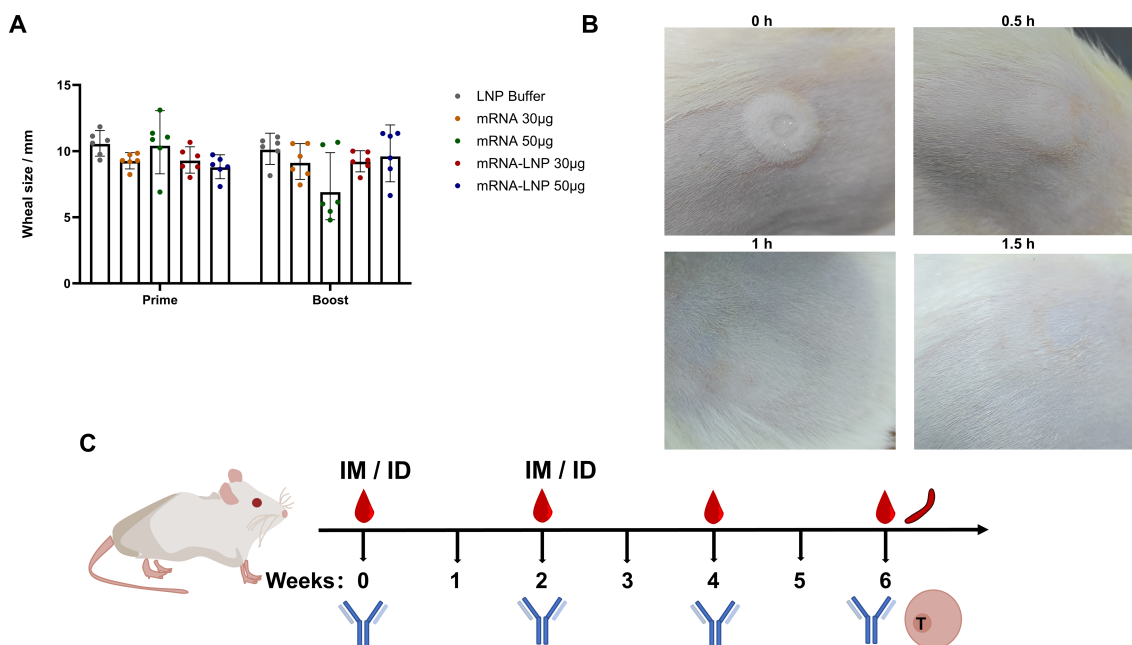 A
Wheal size / mm
15
10
5
0
Prime
Boost
LNP Buffer
mRNA 30µg
mRNA 50µg
mRNA-LNP 30µg
mRNA-LNP 50µg
B
0 h
0.5 h
1 h
1.5 h
C
IM / ID
IM / ID
Weeks: 0 1 2 3 4 5 6
T